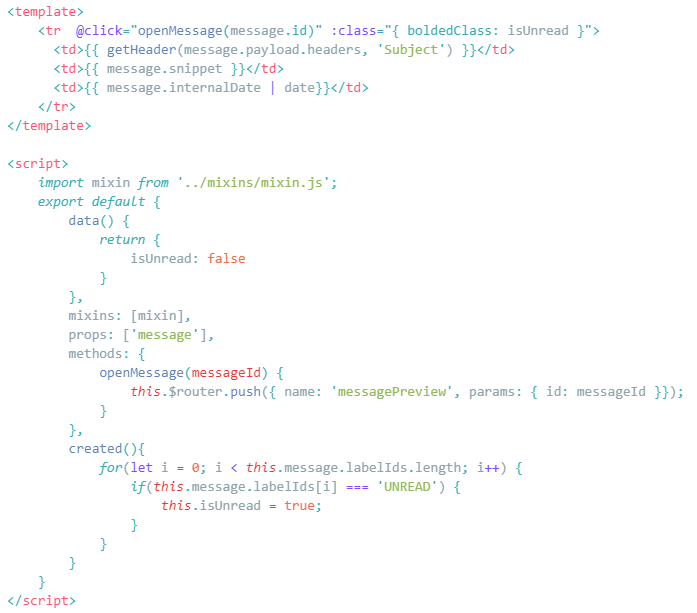 <template>
    <tr  @click="openMessage(message.id)" :class="{ boldedClass: isUnread }">
      <td>{{ getHeader(message.payload.headers, 'Subject') }}</td>
      <td>{{ message.snippet }}</td>
      <td>{{ message.internalDate | date}}</td>
    </tr>
</template>

<script>
    import mixin from '../mixins/mixin.js';
    export default {
        data() {
            return {
                isUnread: false
            }
        },
        mixins: [mixin],
        props: ['message'],
        methods: {
            openMessage(messageId) {
                this.$router.push({ name: 'messagePreview', params: { id: messageId }});
            }
        },
        created(){
            for(let i = 0; i < this.message.labelIds.length; i++) {
                if(this.message.labelIds[i] === 'UNREAD') {
                    this.isUnread = true;
                }
            }
        }
    }
</script>